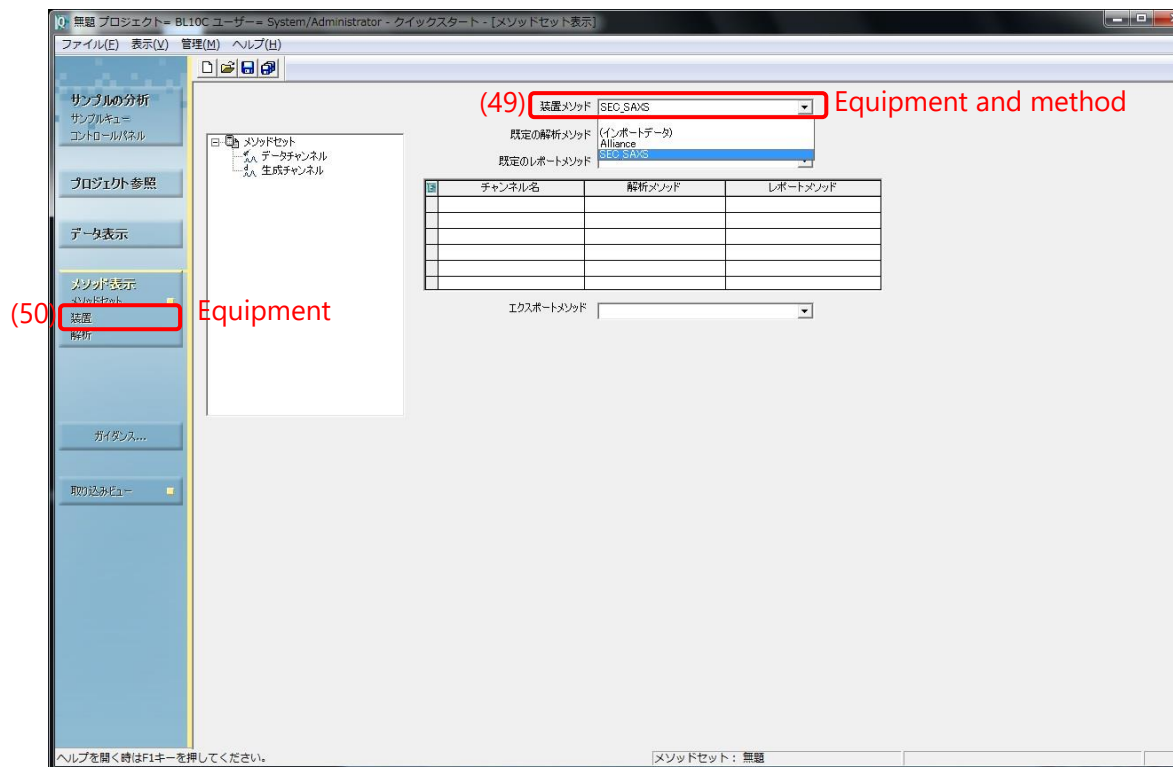 無題 プロジェクト= BL10C ユーザー= System/Administrator - クイックスタート - [メソッドセット表示]
ファイル(F) 表示(V) 管理(M) ヘルプ(H)
サンプルの分析
サンプルキュー
コントロールパネル
プロジェクト参照
データ表示
メソッド表示
メソッドセット
(50) 装置 Equipment
解析
ガイダンス...
取り込みビュー
メソッドセット
データチャンネル
生成チャンネル
(49) 装置メソッド SEC_SAXS Equipment and method
既定の解析メソッド (インポートデータ)
Alliance
SEC_SAXS
既定のレポートメソッド
チャンネル名 解析メソッド レポートメソッド
エクスポートメソッド
ヘルプを開く時はF1キーを押してください。 メソッドセット: 無題